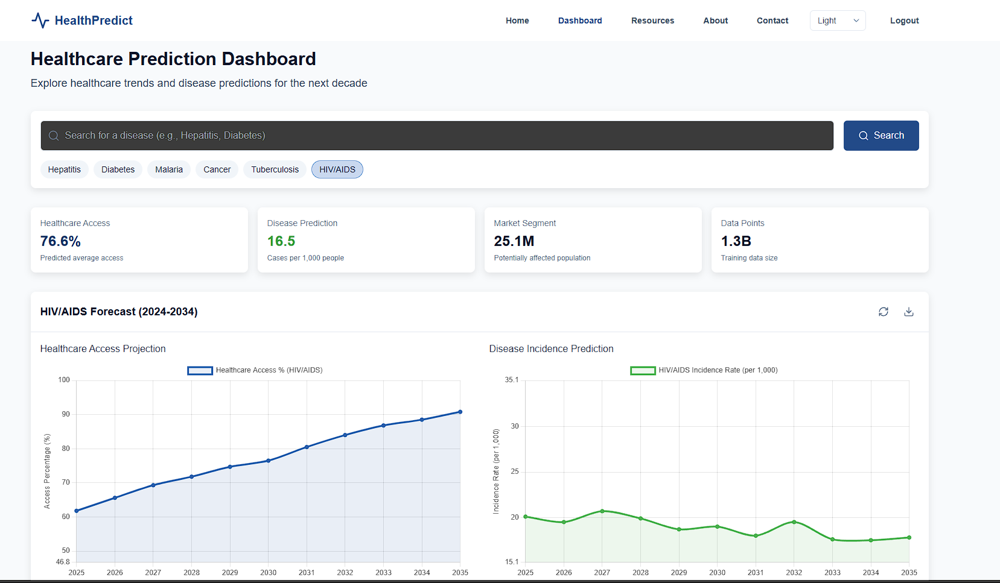 HealthPredict
Home Dashboard Resources About Contact Light Logout
Healthcare Prediction Dashboard
Explore healthcare trends and disease predictions for the next decade
Search for a disease (e.g., Hepatitis, Diabetes)
Search
Hepatitis Diabetes Malaria Cancer Tuberculosis HIV/AIDS
Healthcare Access
76.6%
Predicted average access
Disease Prediction
16.5
Cases per 1,000 people
Market Segment
25.1M
Potentially affected population
Data Points
1.3B
Training data size
HIV/AIDS Forecast (2024-2034)
Healthcare Access Projection
Healthcare Access % (HIV/AIDS)
Access Percentage (%)
100
90
80
70
60
50
46.8
2025 2026 2027 2028 2029 2030 2031 2032 2033 2034 2035
Disease Incidence Prediction
HIV/AIDS Incidence Rate (per 1,000)
Incidence Rate (per 1,000)
35.1
30
25
20
15.1
2025 2026 2027 2028 2029 2030 2031 2032 2033 2034 2035